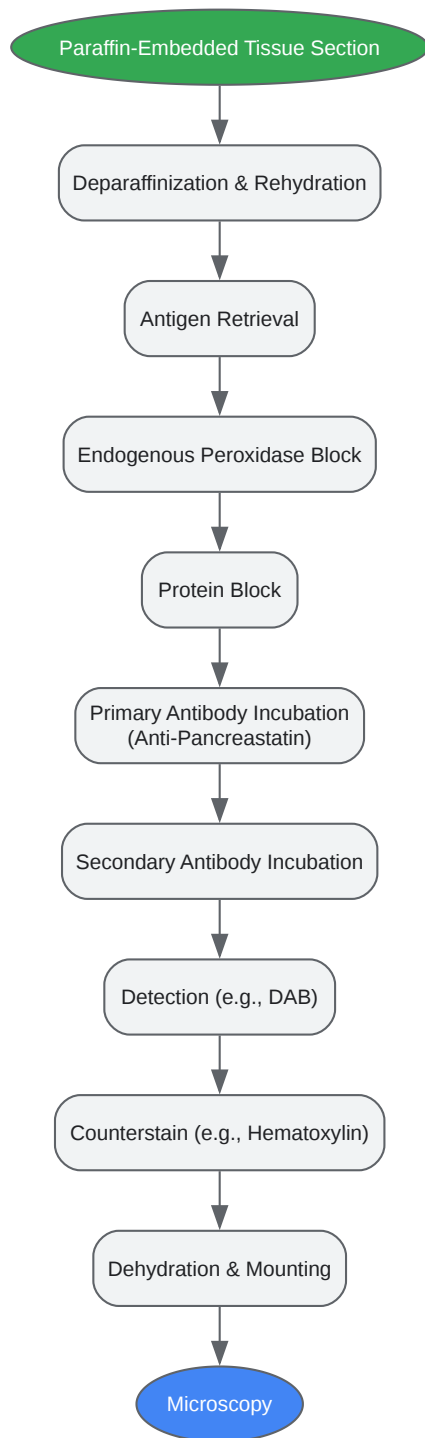 Paraffin-Embedded Tissue Section
Deparaffinization & Rehydration
Antigen Retrieval
Endogenous Peroxidase Block
Protein Block
Primary Antibody Incubation
(Anti-Pancreastatin)
Secondary Antibody Incubation
Detection (e.g., DAB)
Counterstain (e.g., Hematoxylin)
Dehydration & Mounting
Microscopy